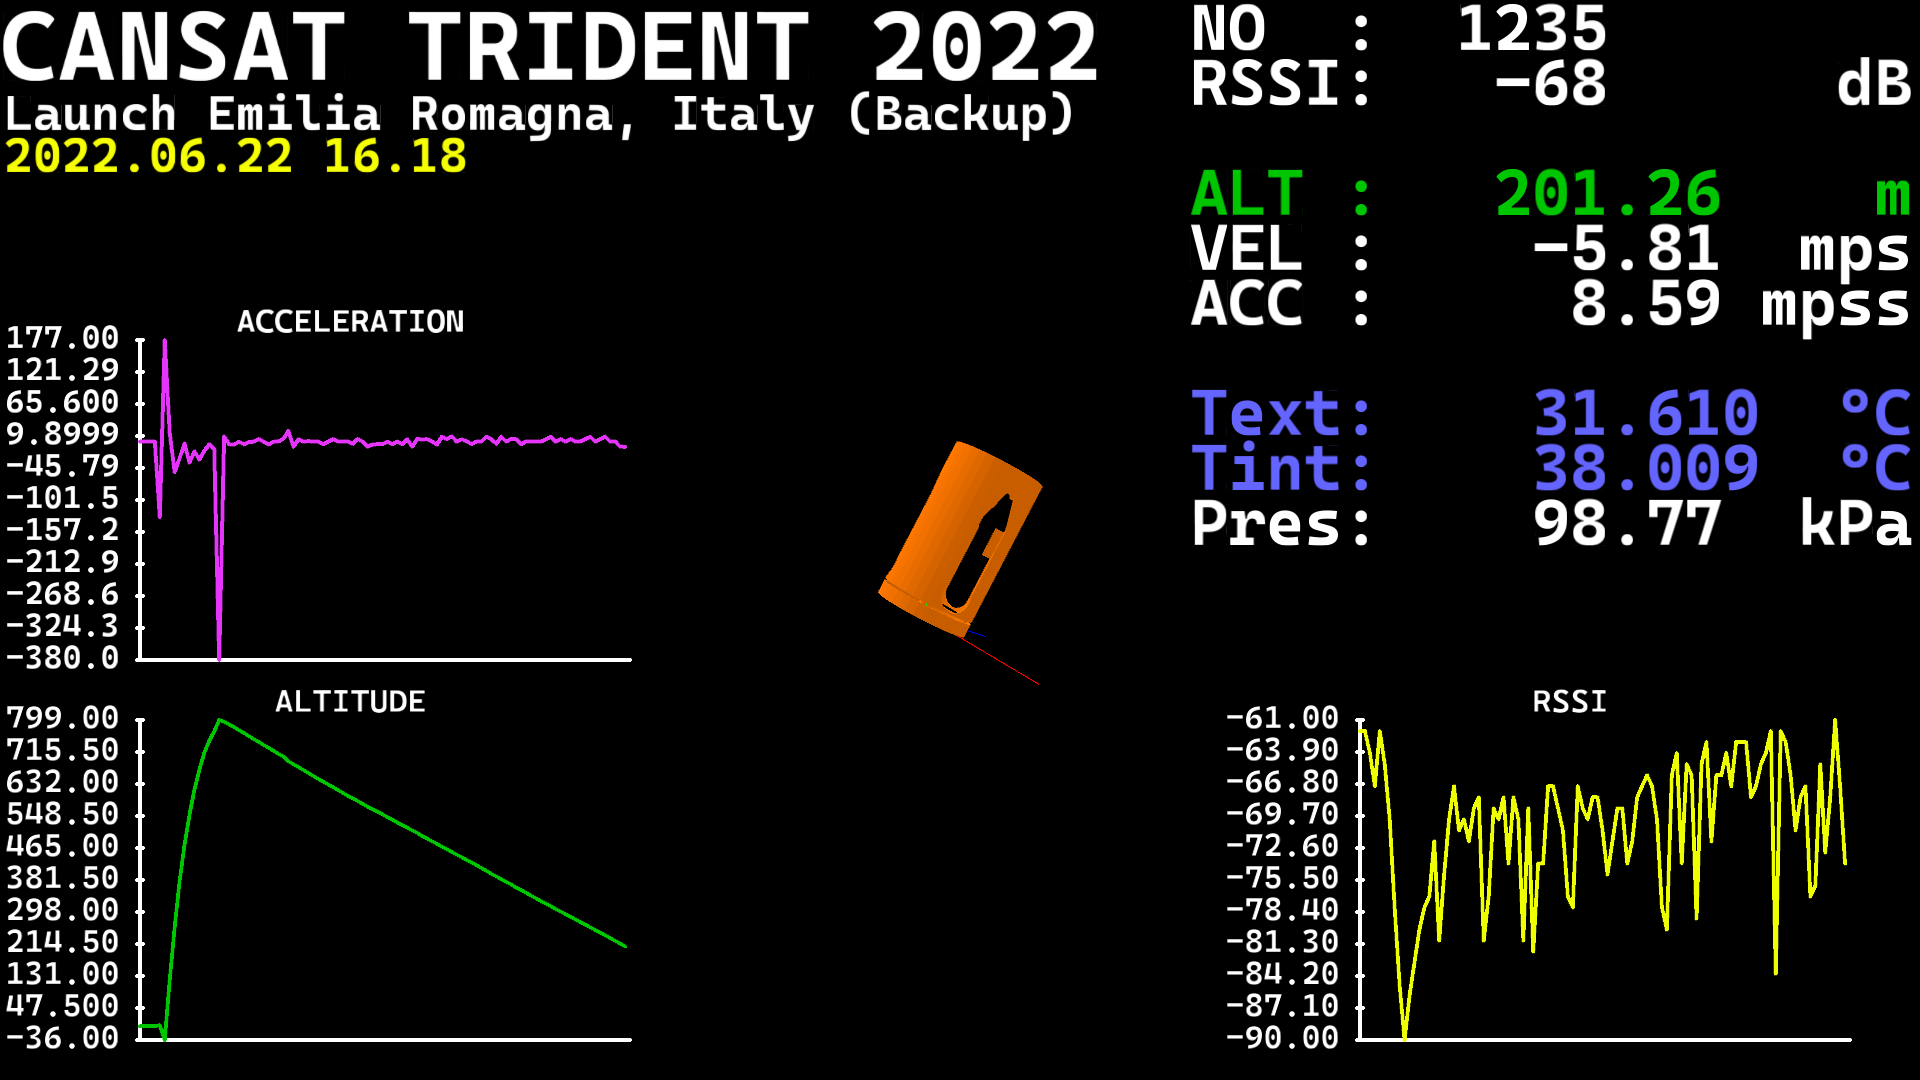 CANSAT TRIDENT 2022
Launch Emilia Romagna, Italy (Backup)
2022.06.22 16.18
NO : 1235
RSSI: -68 dB
ALT : 201.26 m
VEL : -5.81 mps
ACC : 8.59 mpss
Text: 31.610 °C
Tint: 38.009 °C
Pres: 98.77 kPa
ACCELERATION
177.00
121.29
65.600
9.8999
-45.79
-101.5
-157.2
-212.9
-268.6
-324.3
-380.0
ALTITUDE
799.00
715.50
632.00
548.50
465.00
381.50
298.00
214.50
131.00
47.500
-36.00
RSSI
-61.00
-63.90
-66.80
-69.70
-72.60
-75.50
-78.40
-81.30
-84.20
-87.10
-90.00